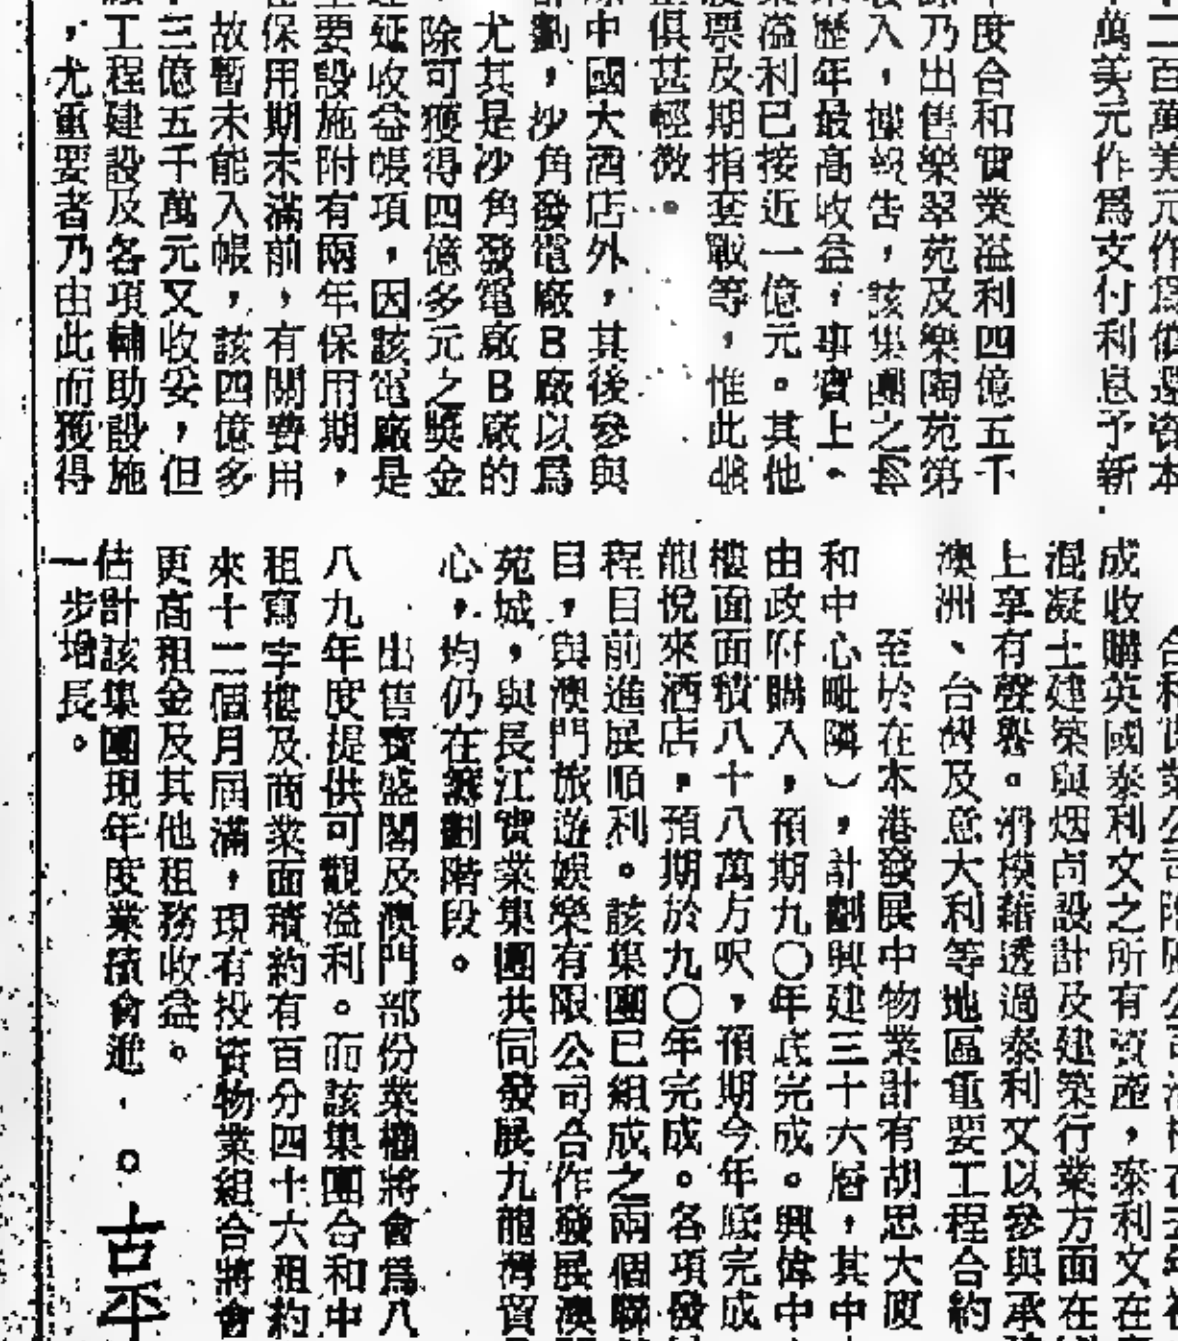 二百萬美元作爲償還資本
千萬美元作爲支付利息予新
度合和實業溢利四億五千
乃出售樂翠苑及樂陶苑第
入，據報告，該集團之每
歷年最高收益，事實上，
溢利已接近一億元。其他
股票及期指套戰等，惟此
俱甚輕微。
中國大酒店外，其後參與
劃，沙角發電廠B廠以爲
，尤其是沙角發電廠B廠的
除可獲得四億多元之獎金
延收益帳項，因該電廠是
主要設施附有兩年保用期，
保用期未滿前，有關費用
故暫未能入帳，該四億多
三億五千萬元又收妥，但
工程建設及各項輔助設施
，尤重要者乃由此而獲得
合和實業公司附屬公司滑模在去年初
成收購英國泰利文之所有資產，泰利文在
混凝土建築與烟囱設計及建築行業方面在
上享有聲譽。滑模藉透過泰利文以參與承
澳洲、台灣及意大利等地區重要工程合約
至於在本港發展中物業計有胡忠大廈
和中心毗隣），計劃興建三十六層，其中
由政府購入，預期九〇年底完成。興偉中
樓面面積八十八萬方呎，預期今年底完成
龍悅來酒店，預期於九〇年完成。各項發
程目前進展順利。該集團已組成之兩個聯
目，與澳門旅遊娛樂有限公司合作發展澳
苑城，與長江實業集團共同發展九龍灣貿
心，均仍在籌劃階段。
出售寶盛閣及澳門部份業權將會爲八
八九年度提供可觀溢利。而該集團合和中
租寫字樓及商業面積約有百分四十六租約
來十二個月屆滿，現有投資物業組合將會
更高租金及其他租務收益。
估計該集團現年度業績會進
一步增長。
古平